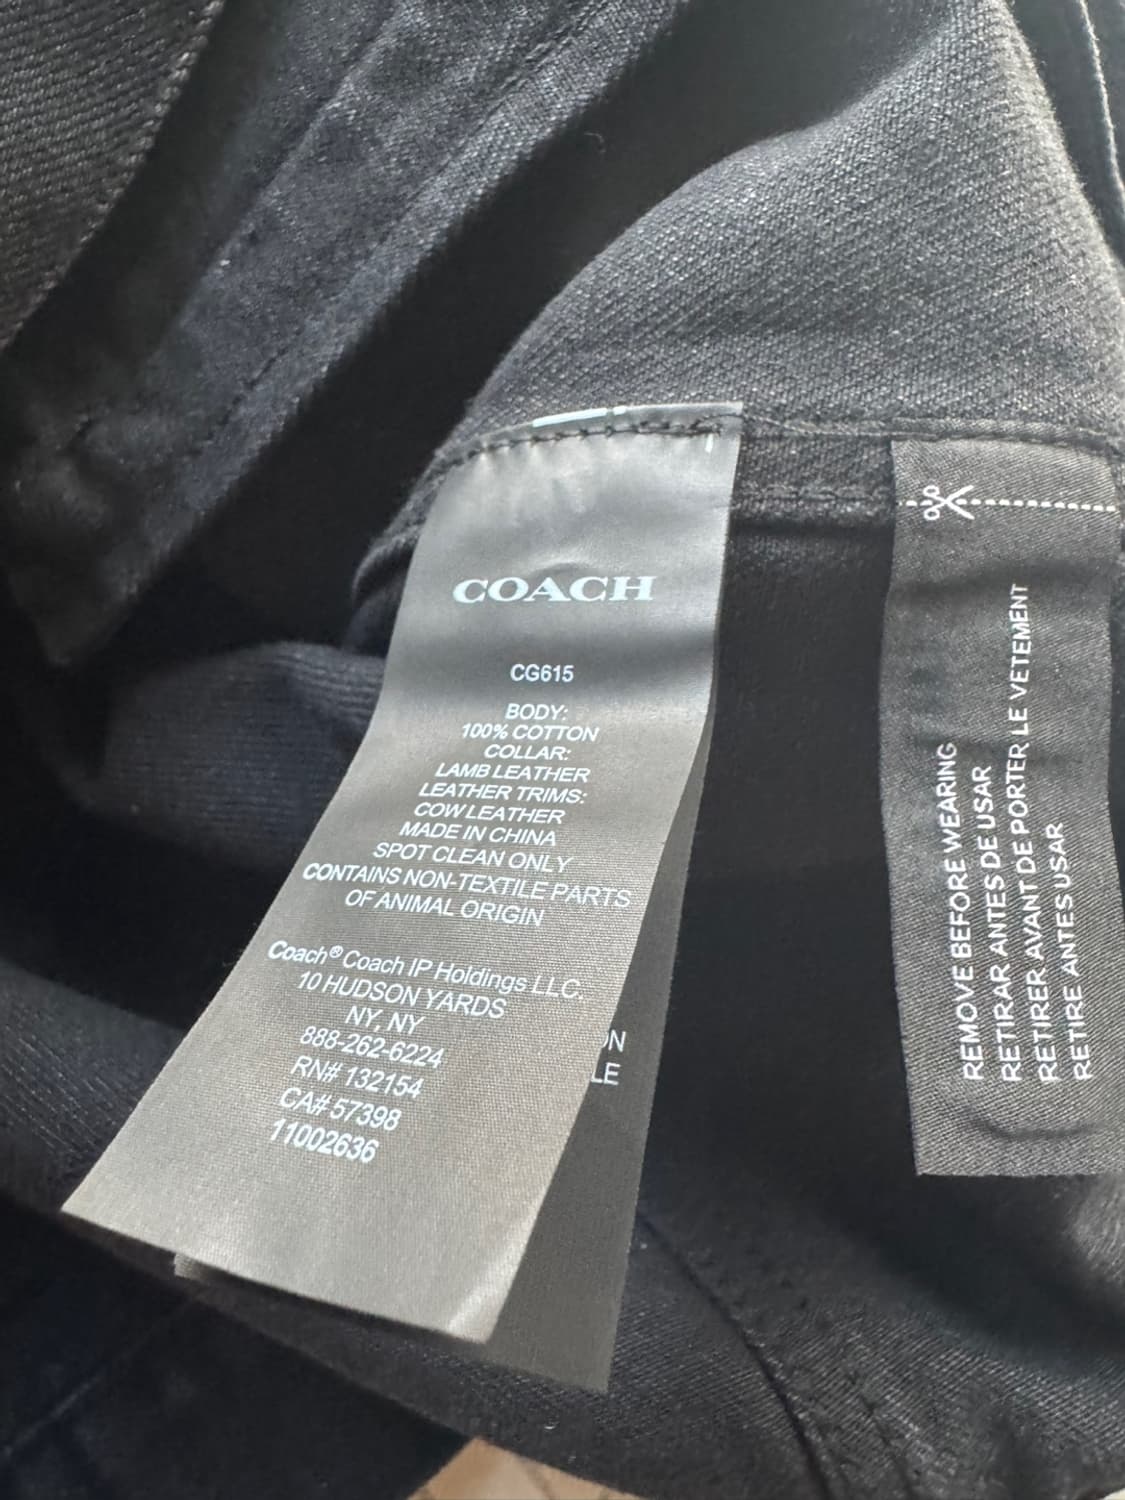 COACH
CG615
BODY:
100% COTTON
COLLAR:
LAMB LEATHER
LEATHER TRIMS:
COW LEATHER
MADE IN CHINA
SPOT CLEAN ONLY
CONTAINS NON-TEXTILE PARTS
OF ANIMAL ORIGIN
Coach® Coach IP Holdings LLC.
10 HUDSON YARDS
NY, NY
888-262-6224
RN# 132154
CA# 57398
11002636
REMOVE BEFORE WEARING
RETIRAR ANTES DE USAR
RETIRER AVANT DE PORTER LE VETEMENT
RETIRE ANTES USAR